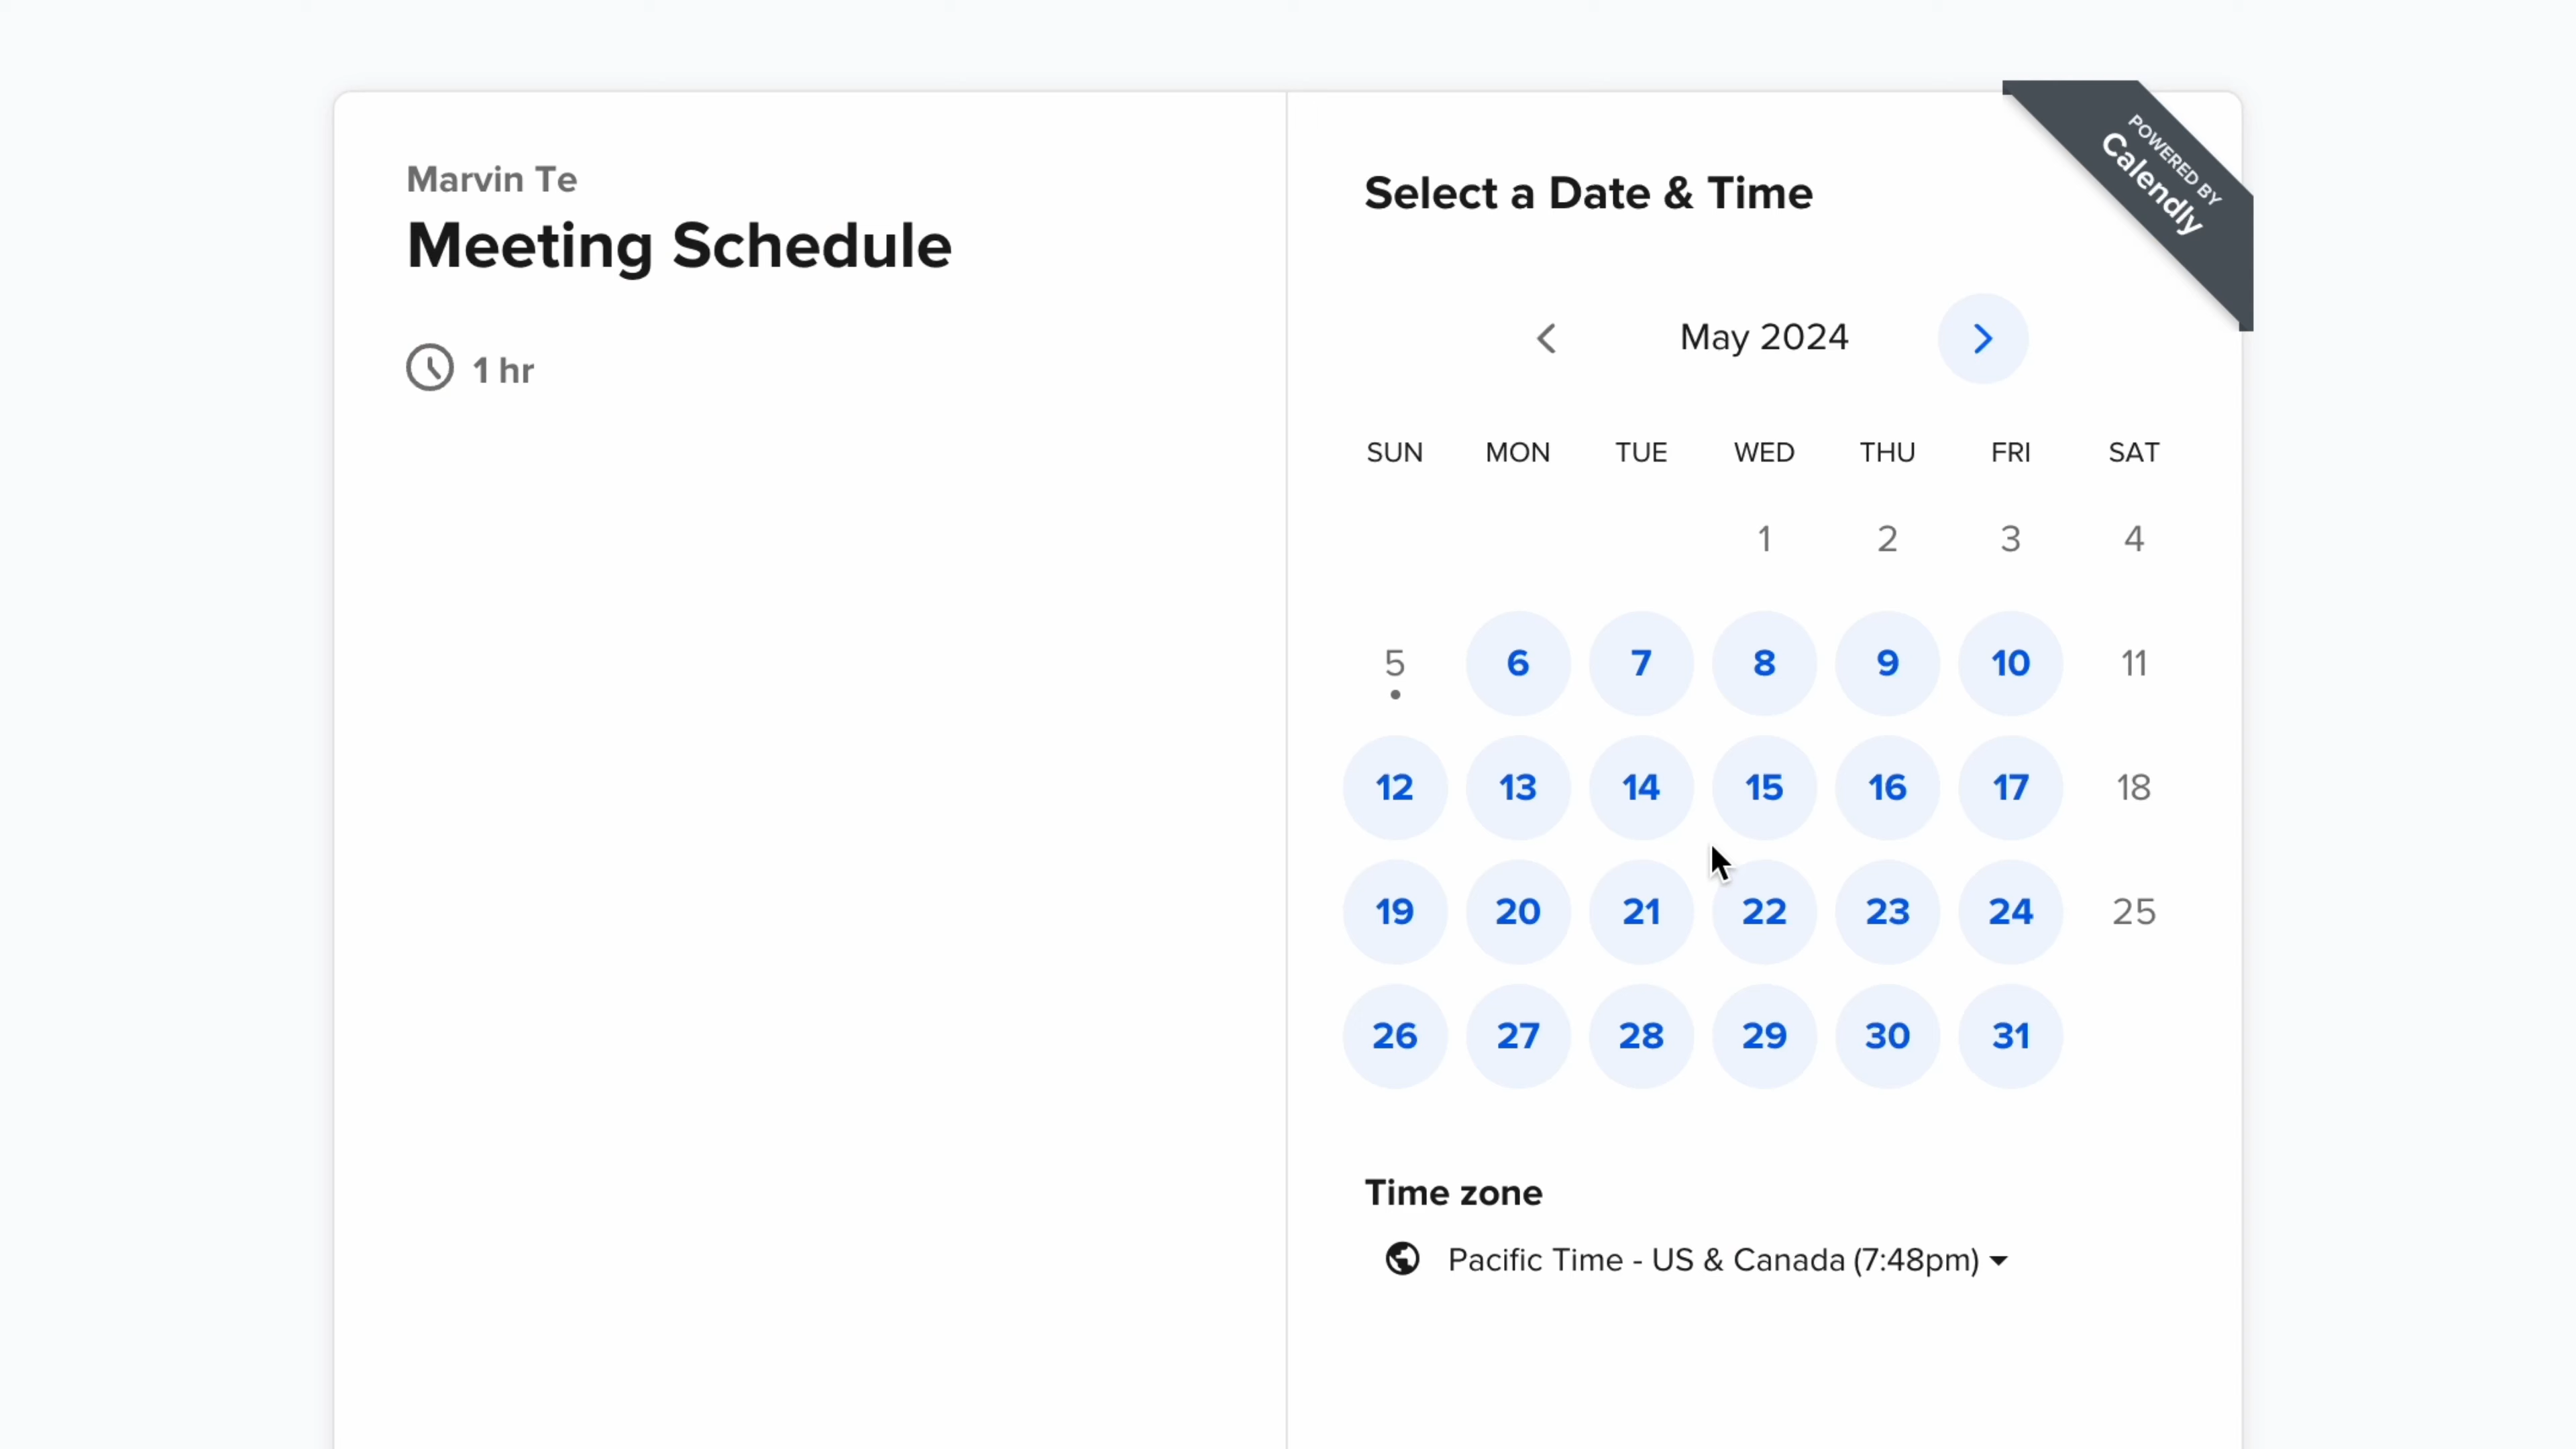 Marvin Te
Meeting Schedule
1 hr
Select a Date & Time
POWERED BY
Calendly
May 2024
SUN MON TUE WED THU FRI SAT
1 2 3 4
5 6 7 8 9 10 11
12 13 14 15 16 17 18
19 20 21 22 23 24 25
26 27 28 29 30 31
Time zone
Pacific Time - US & Canada (7:48pm)